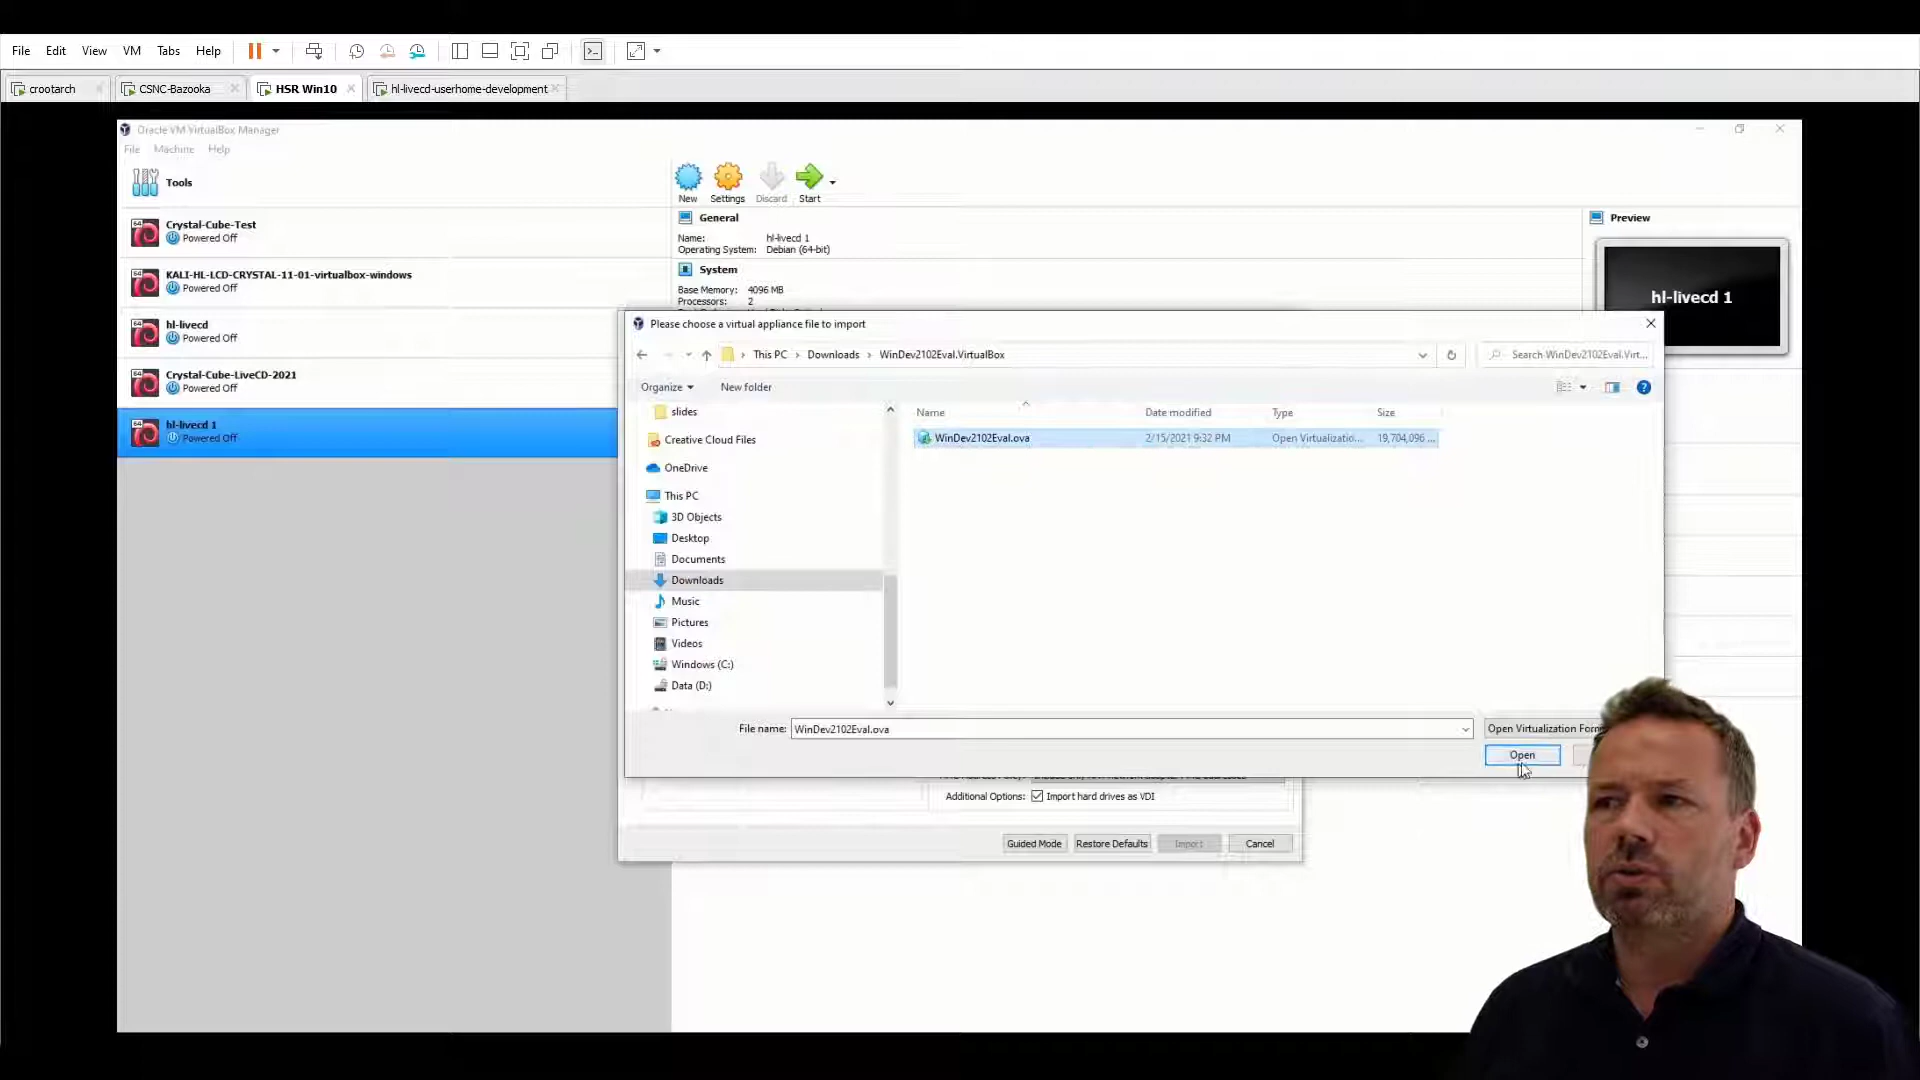 File Edit View VM Tabs Help
crootarch CSNC-Bazooka HSR Win10 hl-livecd-userhome-development
Oracle VM VirtualBox Manager
File Machine Help
Tools
New Settings Discard Start
Crystal-Cube-Test
Powered Off
KALI-HL-LCD-CRYSTAL-11-01-virtualbox-windows
Powered Off
hl-livecd
Powered Off
Crystal-Cube-LiveCD-2021
Powered Off
hl-livecd 1
Powered Off
General
Name: hl-livecd 1
Operating System: Debian (64-bit)
System
Base Memory: 4096 MB
Processors: 2
Preview
hl-livecd 1
Please choose a virtual appliance file to import
This PC Downloads WinDev2102Eval.VirtualBox
Search WinDev2102Eval.Virt...
Organize New folder
slides
Creative Cloud Files
OneDrive
This PC
3D Objects
Desktop
Documents
Downloads
Music
Pictures
Videos
Windows (C:)
Data (D:)
Name Date modified Type Size
WinDev2102Eval.ova 2/15/2021 9:32 PM Open Virtualizatio... 19,704,096 ...
File name: WinDev2102Eval.ova
Open Virtualization Form
Open
Additional Options: Import hard drives as VDI
Guided Mode Restore Defaults Import Cancel